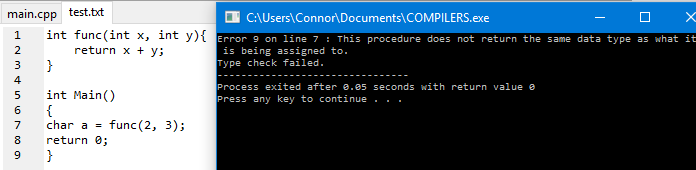 main.cpp test.txt
1 int func(int x, int y){
2 return x + y;
3 }
4
5 int Main()
6 {
7 char a = func(2, 3);
8 return 0;
9 }
C:\Users\Connor\Documents\COMPILERS.exe
Error 9 on line 7 : This procedure does not return the same data type as what it
is being assigned to.
Type check failed.
--------------------------------
Process exited after 0.05 seconds with return value 0
Press any key to continue . . .